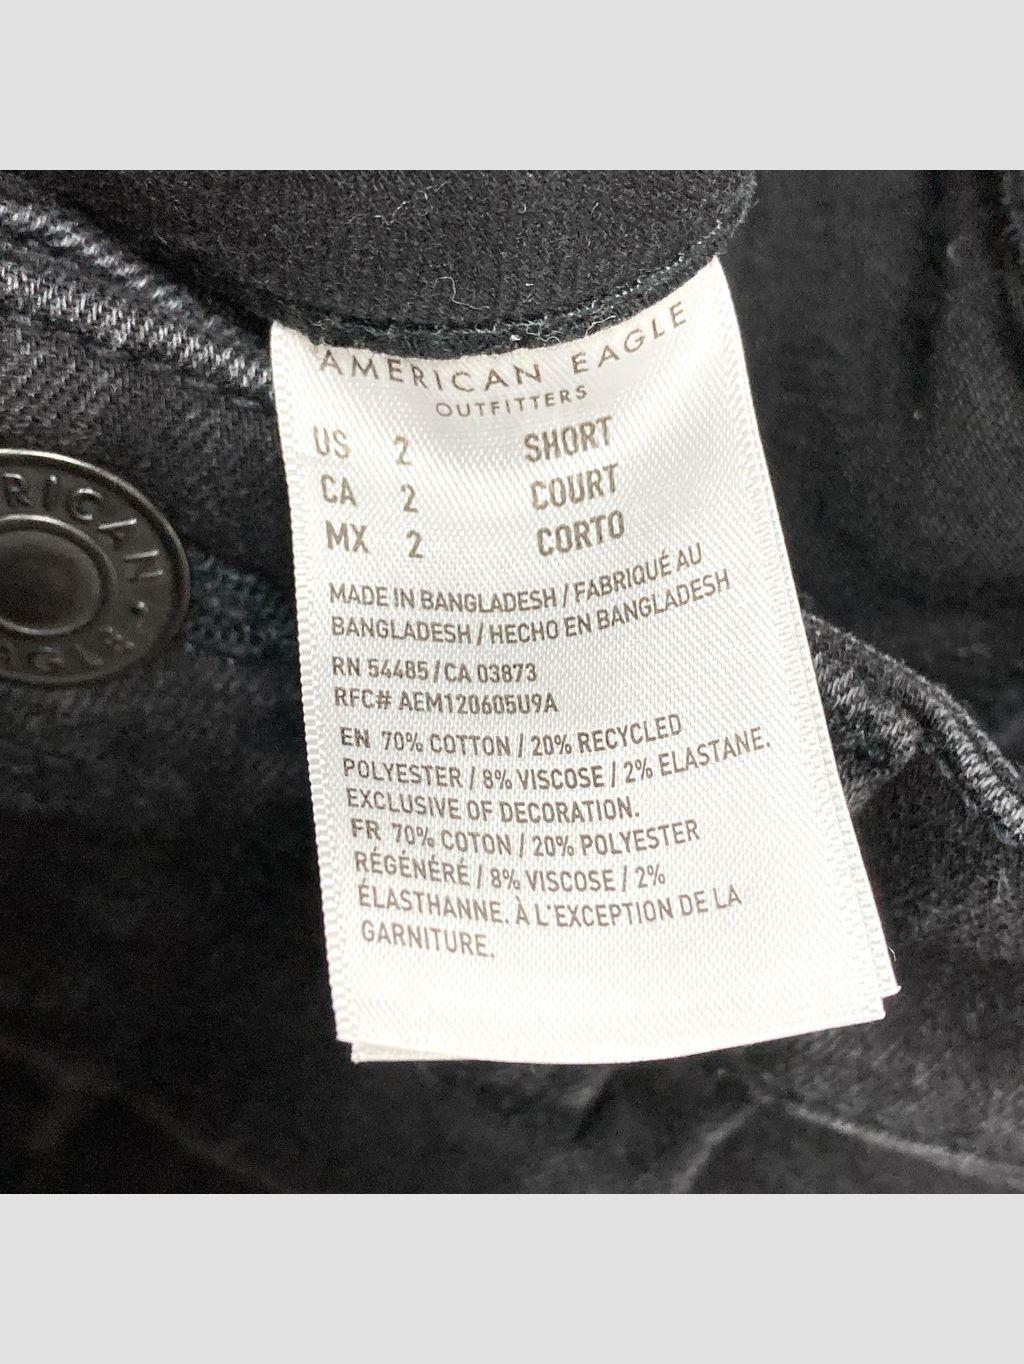 AMERICAN EAGLE
OUTFITTERS
US 2 SHORT
CA 2 COURT
MX 2 CORTO
MADE IN BANGLADESH / FABRIQUÉ AU
BANGLADESH / HECHO EN BANGLADESH
RN 54485 / CA 03873
RFC# AEM120605U9A
EN 70% COTTON / 20% RECYCLED
POLYESTER / 8% VISCOSE / 2% ELASTANE.
EXCLUSIVE OF DECORATION.
FR 70% COTON / 20% POLYESTER
RÉGÉNÉRÉ / 8% VISCOSE / 2%
ÉLASTHANNE. À L'EXCEPTION DE LA
GARNITURE.